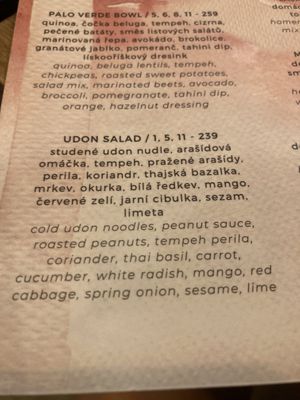 PALO VERDE BOWL / 5, 6, 8, 11 - 259
quinoa, čočka beluga, tempeh, cizrna,
pečené batáty, směs listových salátů,
marinovaná řepa, avokádo, brokolice,
granátové jablko, pomeranč, tahini dip,
lískooříškový dresink
quinoa, beluga lentils, tempeh,
chickpeas, roasted sweet potatoes,
salad mix, marinated beets, avocado,
broccoli, pomegranate, tahini dip,
orange, hazelnut dressing
UDON SALAD / 1, 5, 11 - 239
studené udon nudle, arašídová
omáčka, tempeh, pražené arašídy,
perila, koriandr, thajská bazalka,
mrkev, okurka, bílá ředkev, mango,
červené zelí, jarní cibulka, sezam,
limeta
cold udon noodles, peanut sauce,
roasted peanuts, tempeh perila,
coriander, thai basil, carrot,
cucumber, white radish, mango, red
cabbage, spring onion, sesame, lime